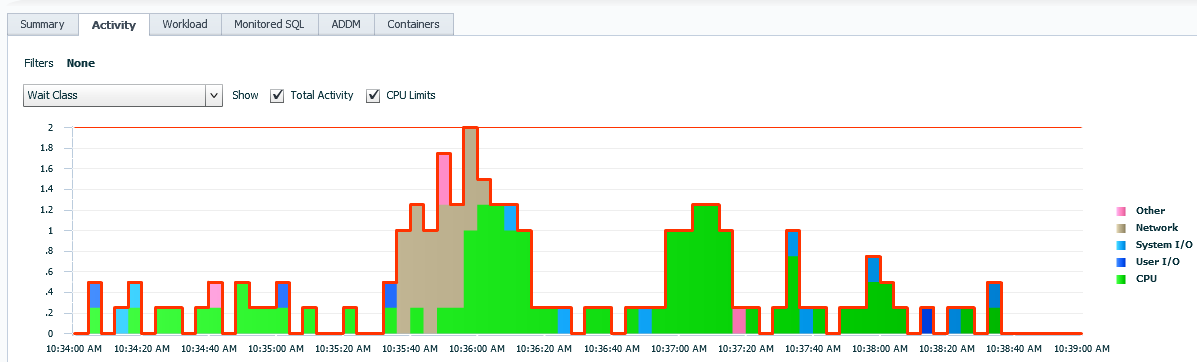 Summary Activity Workload Monitored SQL ADDM Containers
Filters None
Wait Class Show Total Activity CPU Limits
2
1.8
1.6
1.4
1.2
1
.8
.6
.4
.2
0
10:34:00 AM 10:34:20 AM 10:34:40 AM 10:35:00 AM 10:35:20 AM 10:35:40 AM 10:36:00 AM 10:36:20 AM 10:36:40 AM 10:37:00 AM 10:37:20 AM 10:37:40 AM 10:38:00 AM 10:38:20 AM 10:38:40 AM 10:39:00 AM
Other
Network
System I/O
User I/O
CPU